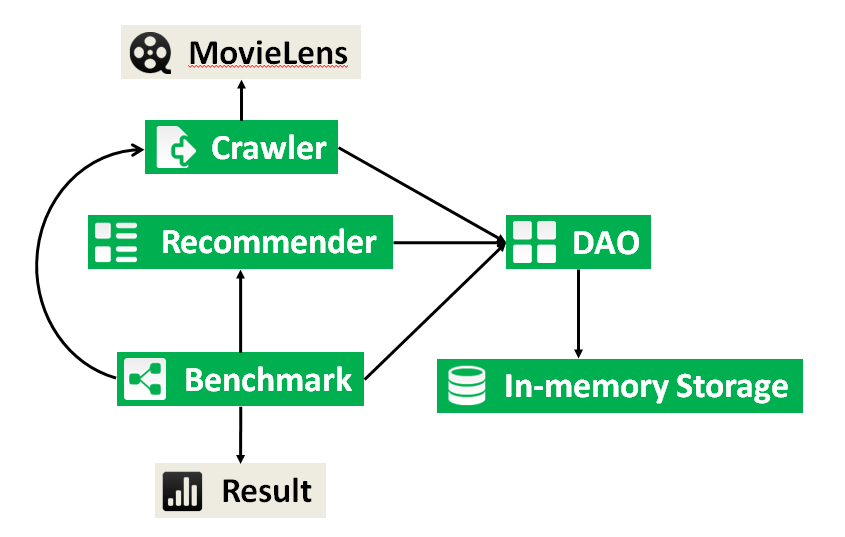 MovieLens
Crawler
Recommender
DAO
Benchmark
In-memory Storage
Result